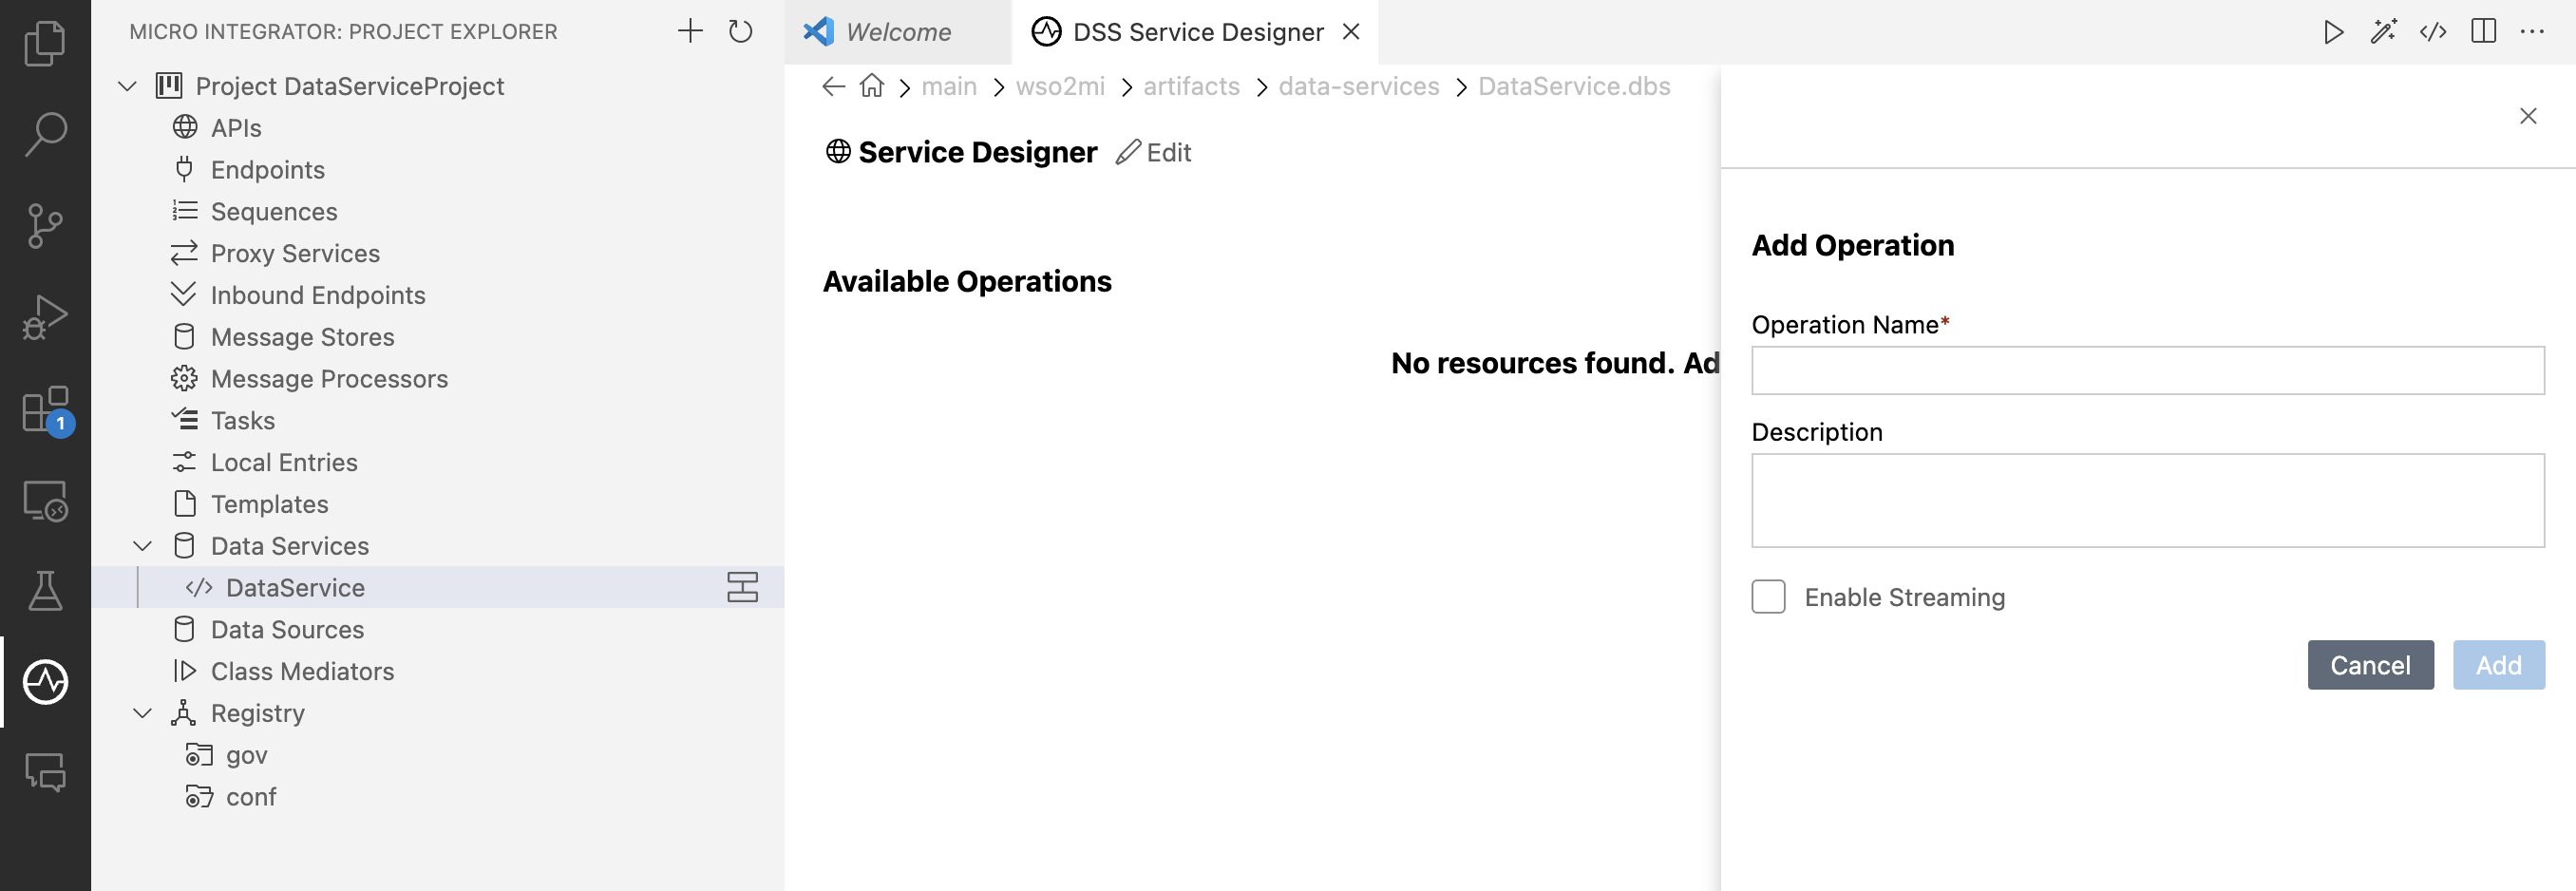 MICRO INTEGRATOR: PROJECT EXPLORER
Project DataServiceProject
APIs
Endpoints
Sequences
Proxy Services
Inbound Endpoints
Message Stores
Message Processors
Tasks
Local Entries
Templates
Data Services
DataService
Data Sources
Class Mediators
Registry
gov
conf
1
Welcome
DSS Service Designer
main > wso2mi > artifacts > data-services > DataService.dbs
Service Designer Edit
Available Operations
No resources found. Ad
Add Operation
Operation Name*
Description
Enable Streaming
Cancel Add